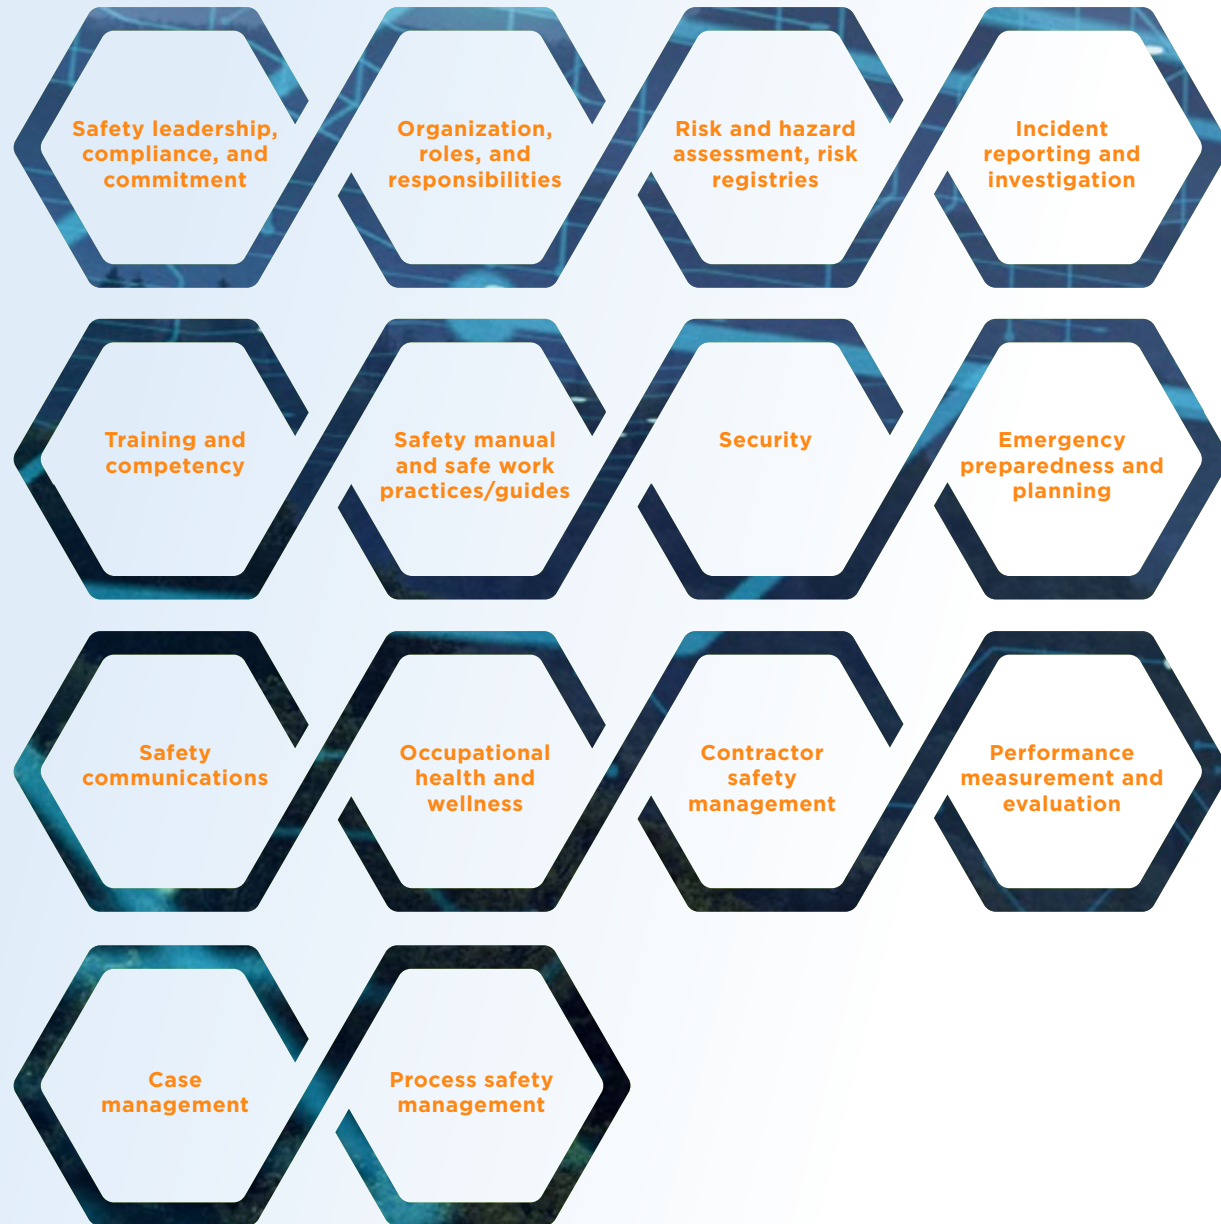 Safety leadership,
compliance, and
commitment
Organization,
roles, and
responsibilities
Risk and hazard
assessment, risk
registries
Incident
reporting and
investigation
Training and
competency
Safety manual
and safe work
practices/guides
Security
Emergency
preparedness and
planning
Safety
communications
Occupational
health and
wellness
Contractor
safety
management
Performance
measurement and
evaluation
Case
management
Process safety
management